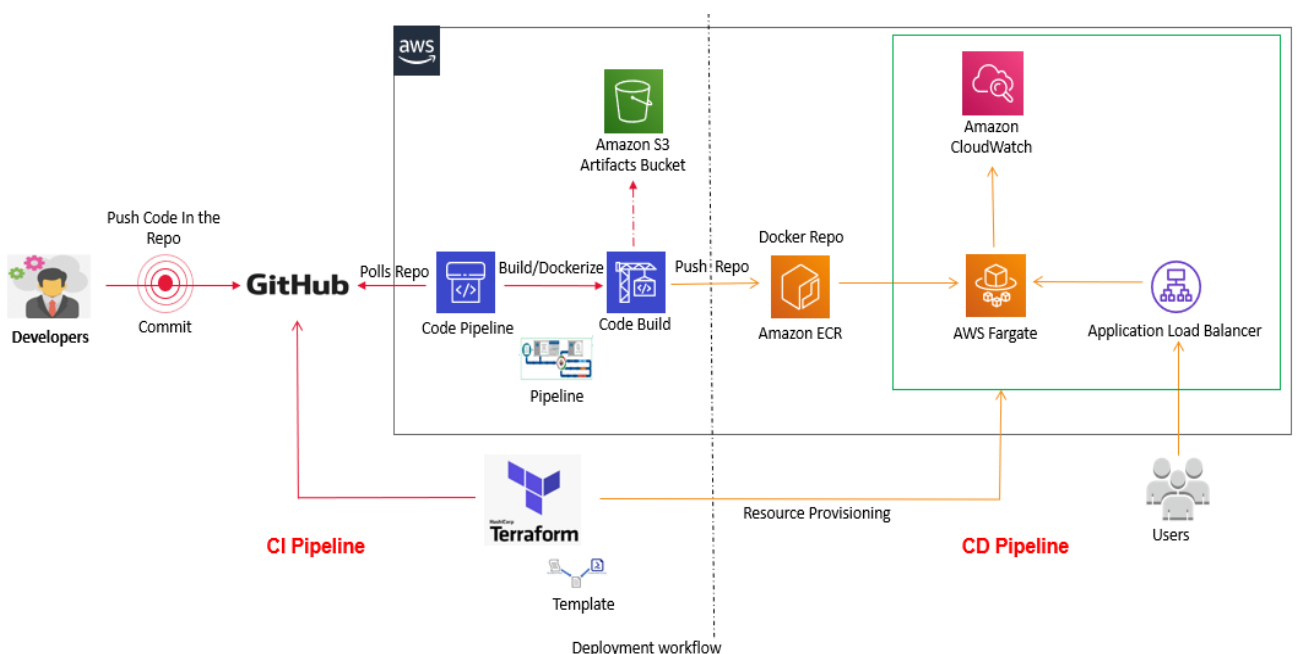 aws
Amazon S3
Artifacts Bucket
Amazon
CloudWatch
Push Code In the
Repo
Commit
Developers
GitHub
Polls Repo
Code Pipeline
Build/Dockerize
Code Build
Pipeline
Push Repo
Docker Repo
Amazon ECR
AWS Fargate
Application Load Balancer
HashiCorp
Terraform
Template
Resource Provisioning
Users
CI Pipeline
CD Pipeline
Deployment workflow